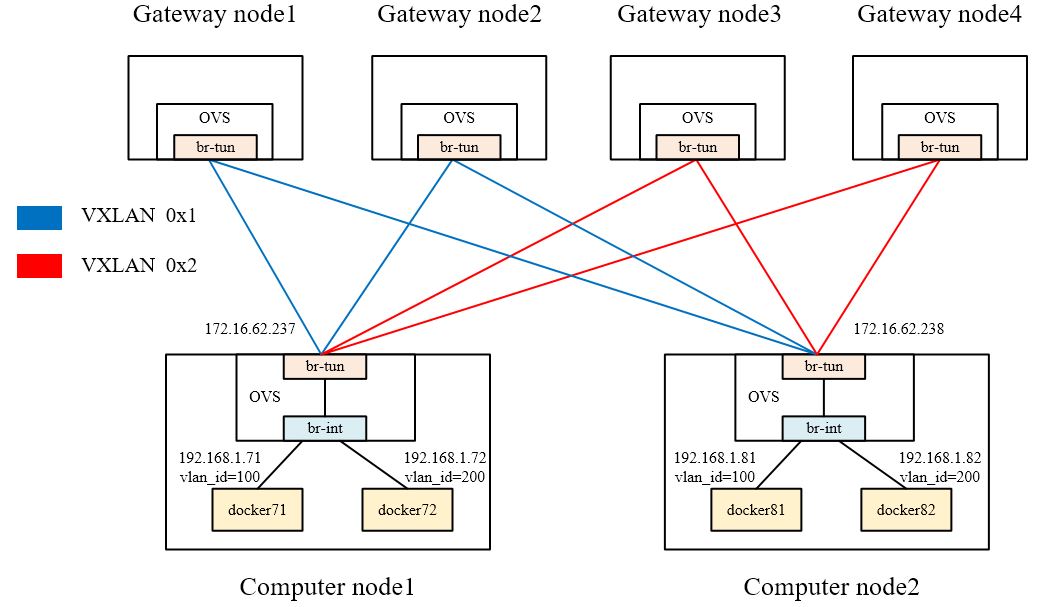 Gateway node1
Gateway node2
Gateway node3
Gateway node4
OVS
OVS
OVS
OVS
br-tun
br-tun
br-tun
br-tun
VXLAN 0x1
VXLAN 0x2
172.16.62.237
172.16.62.238
br-tun
br-tun
OVS
OVS
br-int
br-int
192.168.1.71
vlan_id=100
192.168.1.72
vlan_id=200
192.168.1.81
vlan_id=100
192.168.1.82
vlan_id=200
docker71
docker72
docker81
docker82
Computer node1
Computer node2